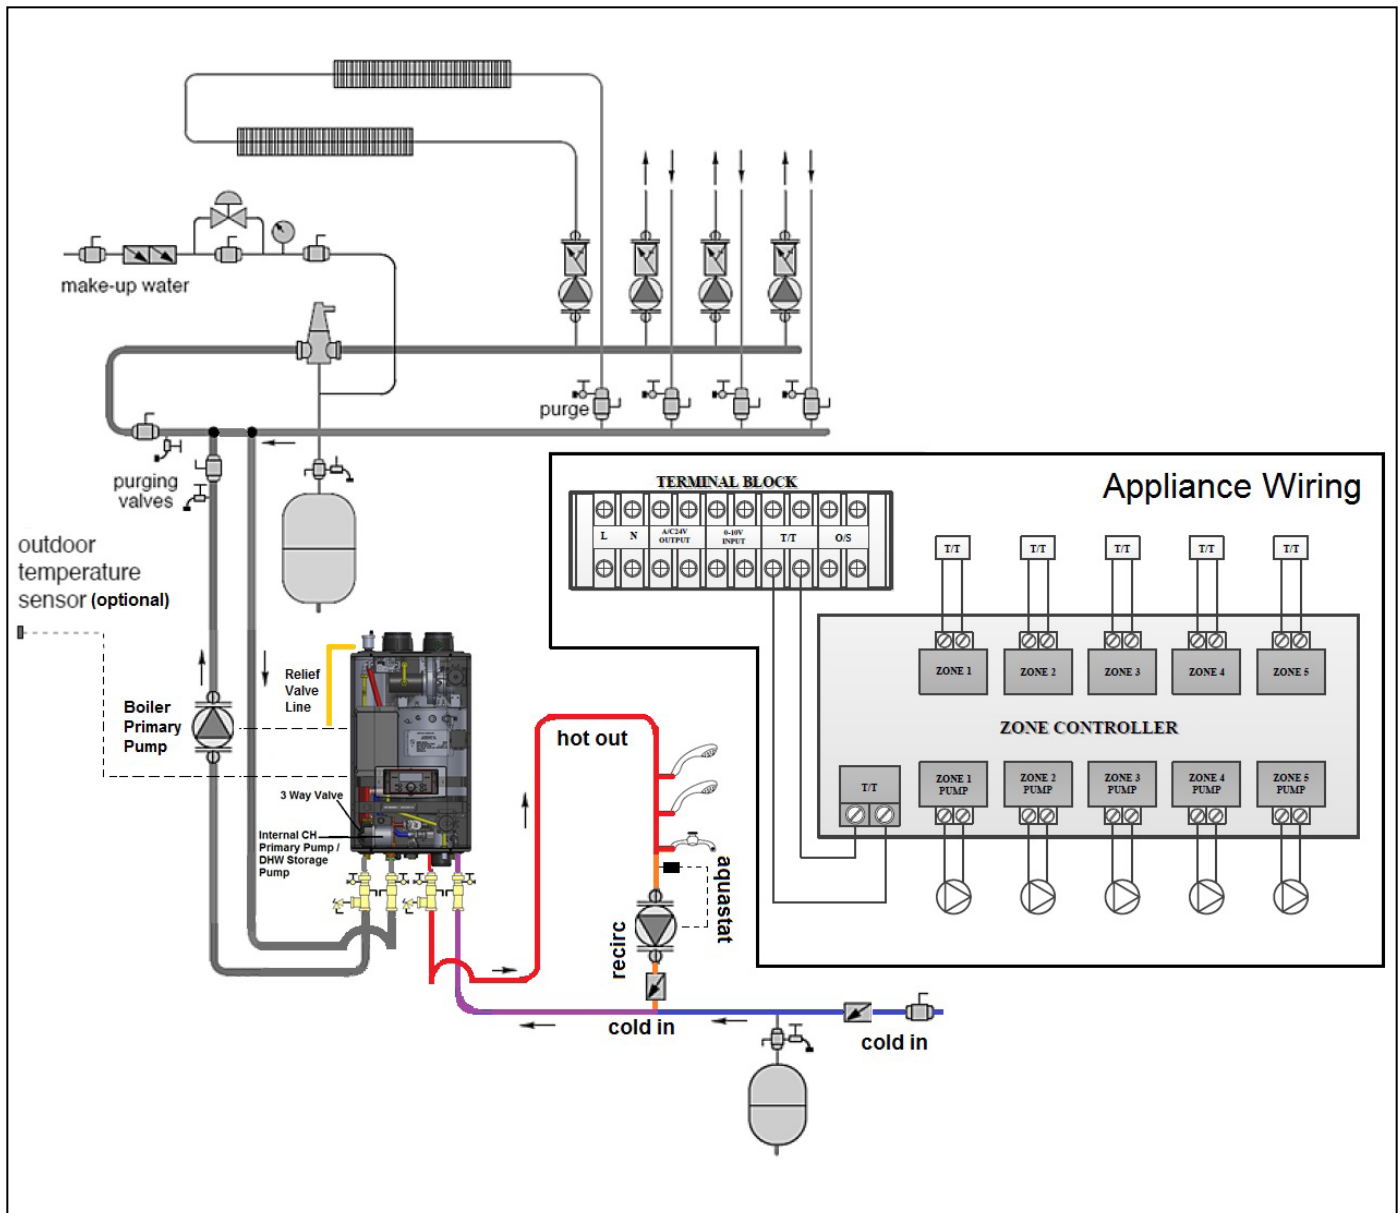 make-up water
purge
purging
valves
outdoor
temperature
sensor (optional)
Relief
Valve
Line
Boiler
Primary
Pump
3 Way Valve
Internal CH
Primary Pump /
DHW Storage
Pump
hot out
aquastat
recirc
cold in
cold in
Appliance Wiring
TERMINAL BLOCK
L N A/C24V OUTPUT 0-10V INPUT T/T O/S
T/T T/T T/T T/T T/T
ZONE 1 ZONE 2 ZONE 3 ZONE 4 ZONE 5
ZONE CONTROLLER
T/T
ZONE 1 PUMP ZONE 2 PUMP ZONE 3 PUMP ZONE 4 PUMP ZONE 5 PUMP